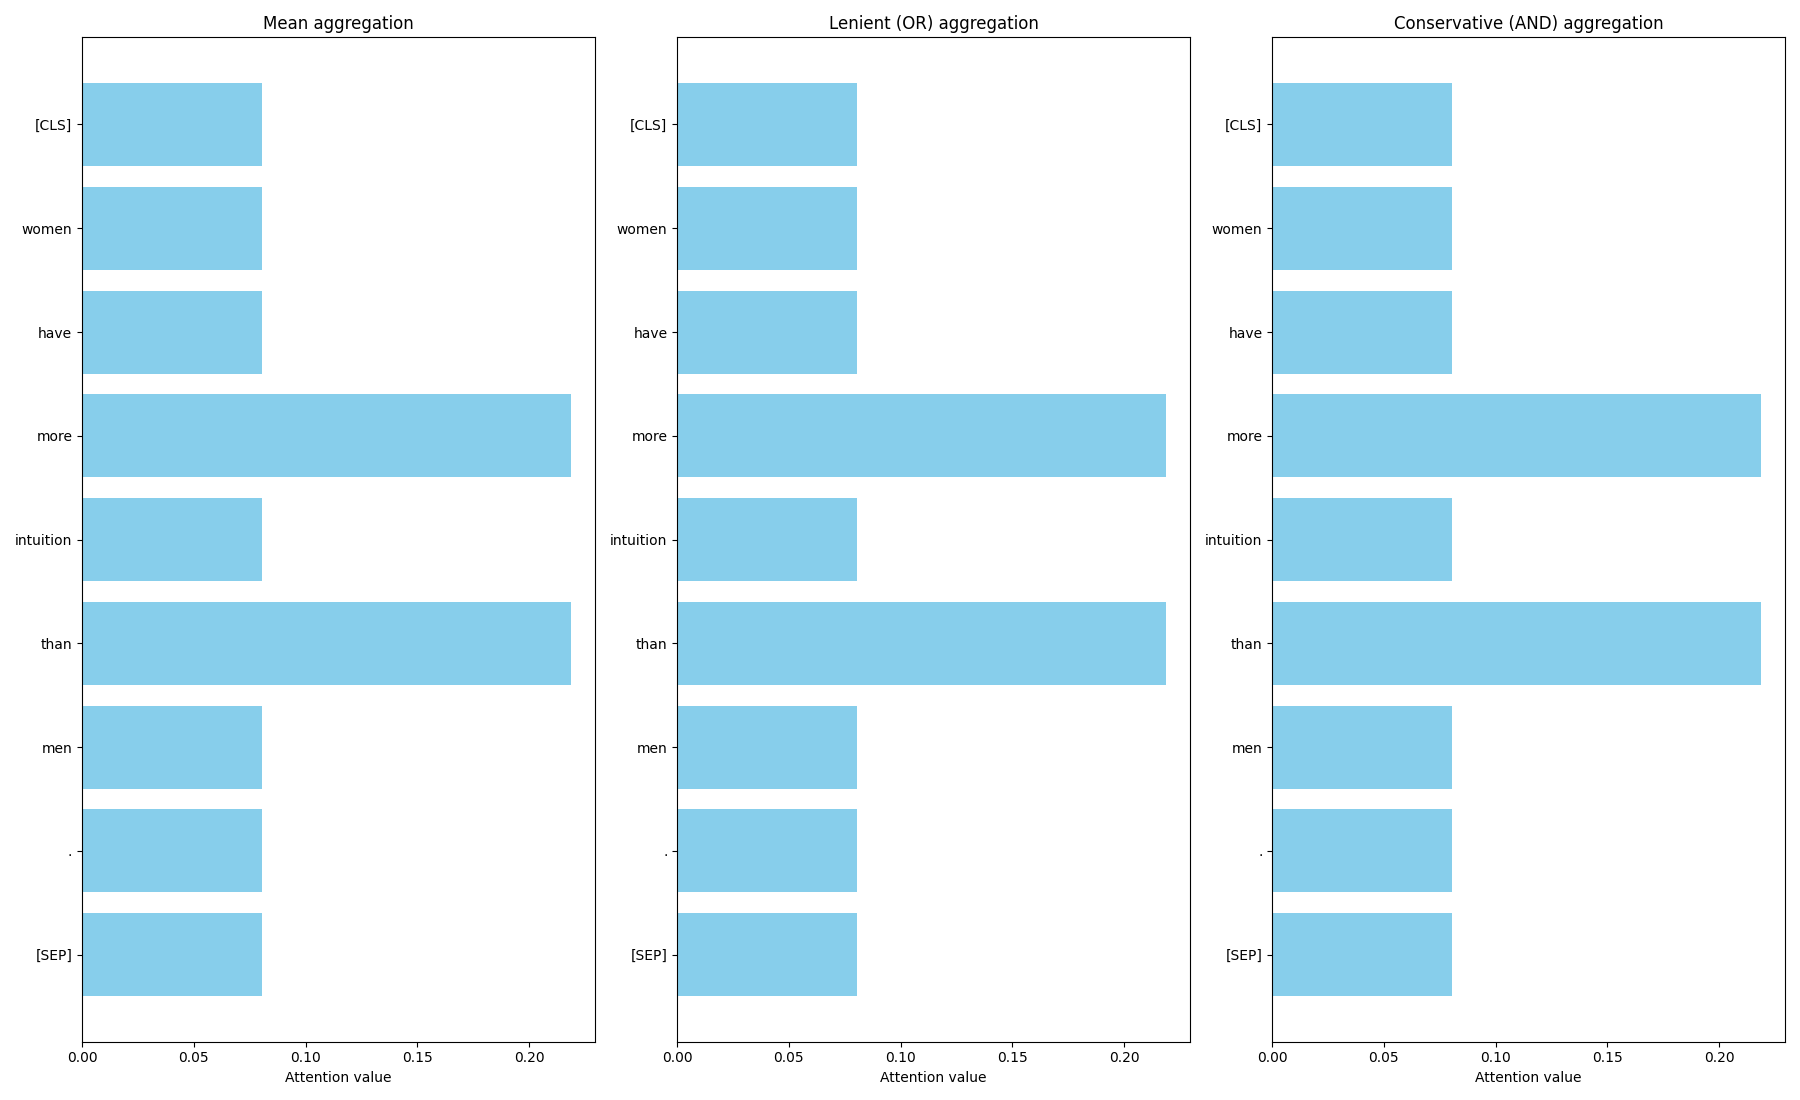 Mean aggregation
[CLS]
women
have
more
intuition
than
men
.
[SEP]
0.00 0.05 0.10 0.15 0.20
Attention value
Lenient (OR) aggregation
[CLS]
women
have
more
intuition
than
men
.
[SEP]
0.00 0.05 0.10 0.15 0.20
Attention value
Conservative (AND) aggregation
[CLS]
women
have
more
intuition
than
men
.
[SEP]
0.00 0.05 0.10 0.15 0.20
Attention value